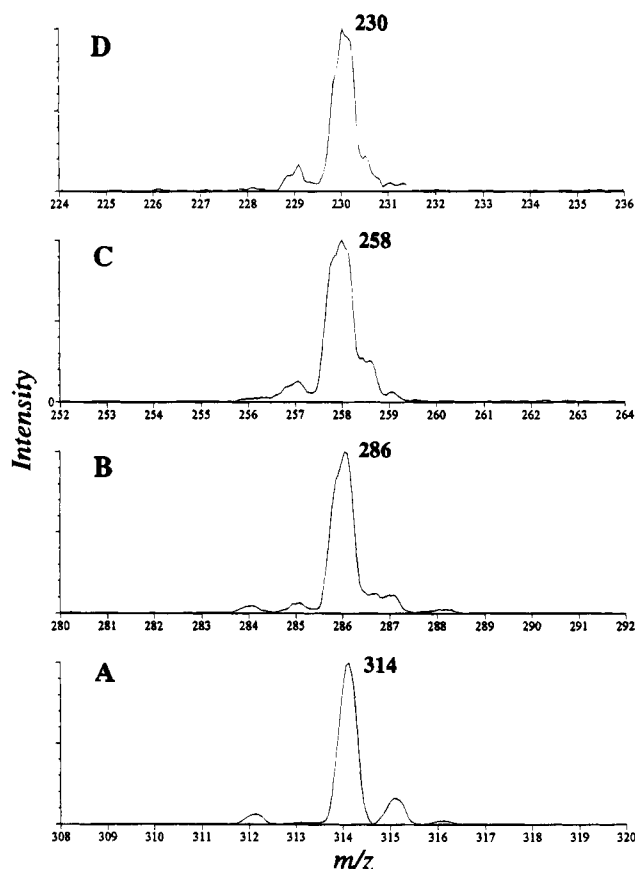 D
230
224 225 226 227 228 229 230 231 232 233 234 235 236
C
258
0
252 253 254 255 256 257 258 259 260 261 262 263 264
Intensity
B
286
280 281 282 283 284 285 286 287 288 289 290 291 292
A
314
308 309 310 311 312 313 314 315 316 317 318 319 320
m/z